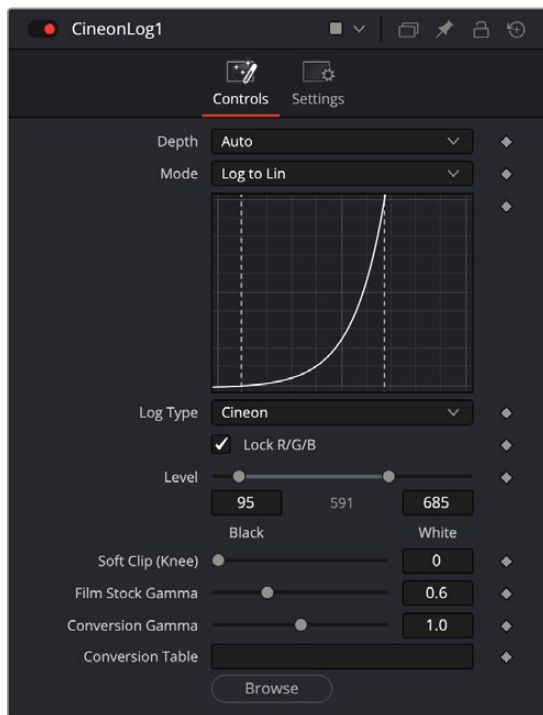 CineonLog1
Controls Settings
Depth Auto
Mode Log to Lin
Log Type Cineon
Lock R/G/B
Level
95 591 685
Black White
Soft Clip (Knee) 0
Film Stock Gamma 0.6
Conversion Gamma 1.0
Conversion Table
Browse